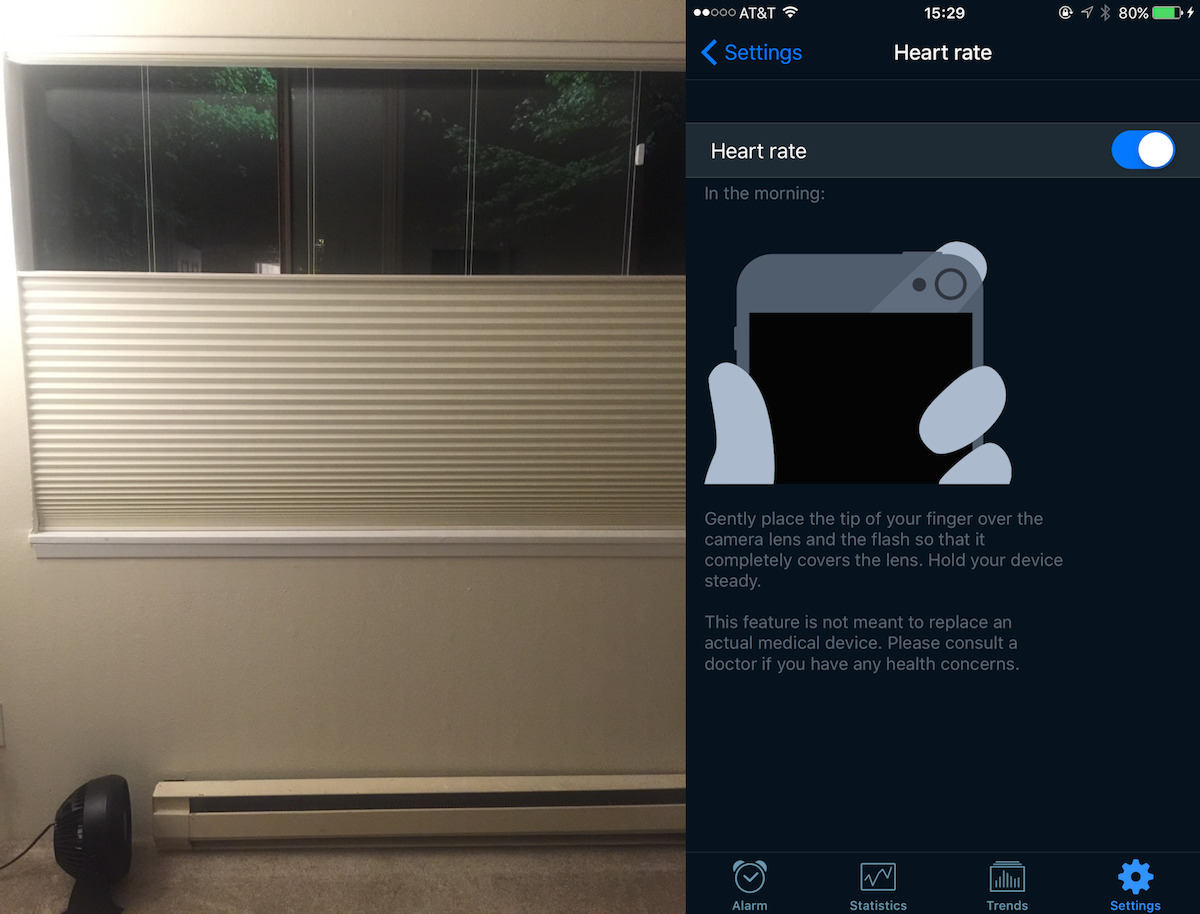 AT&T 15:29 80%
Settings Heart rate
Heart rate
In the morning:
Gently place the tip of your finger over the
camera lens and the flash so that it
completely covers the lens. Hold your device
steady.
This feature is not meant to replace an
actual medical device. Please consult a
doctor if you have any health concerns.
Alarm Statistics Trends Settings